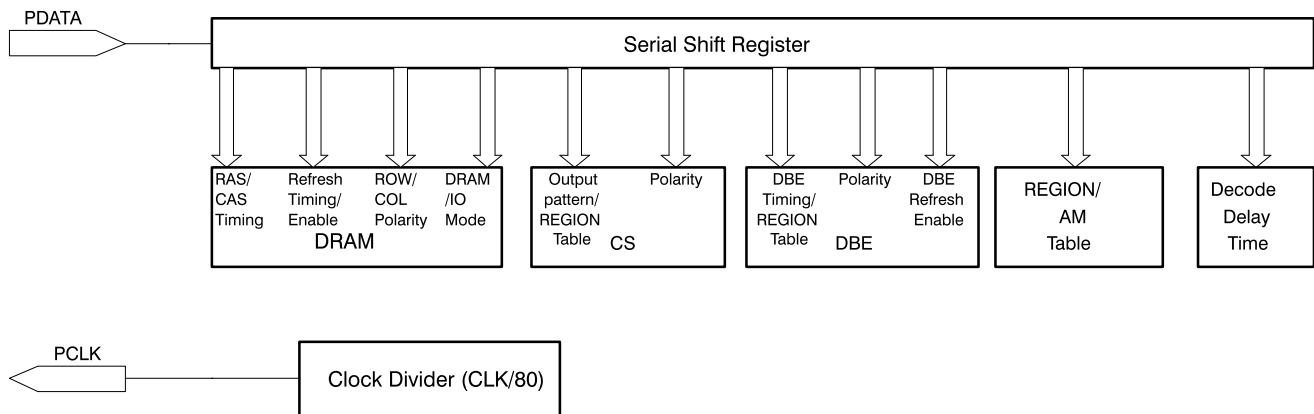 PDATA
Serial Shift Register
RAS/
CAS
Timing
Refresh
Timing/
Enable
ROW/
COL
Polarity
DRAM
/IO
Mode
DRAM
Output
pattern/
REGION
Table
Polarity
CS
DBE
Timing/
REGION
Table
Polarity
DBE
Refresh
Enable
DBE
REGION/
AM
Table
Decode
Delay
Time
PCLK
Clock Divider (CLK/80)